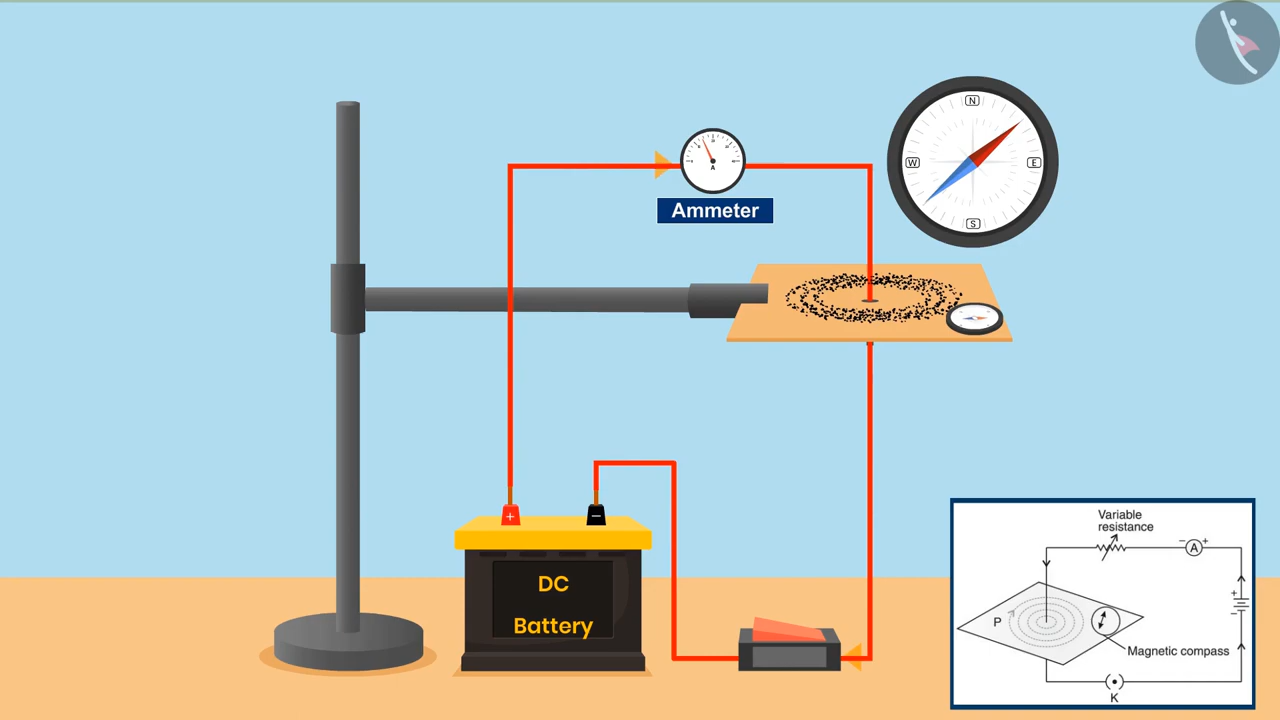 N
W
E
S
A
Ammeter
+
−
DC
Battery
Variable
resistance
− A +
P
+
−
Magnetic compass
K